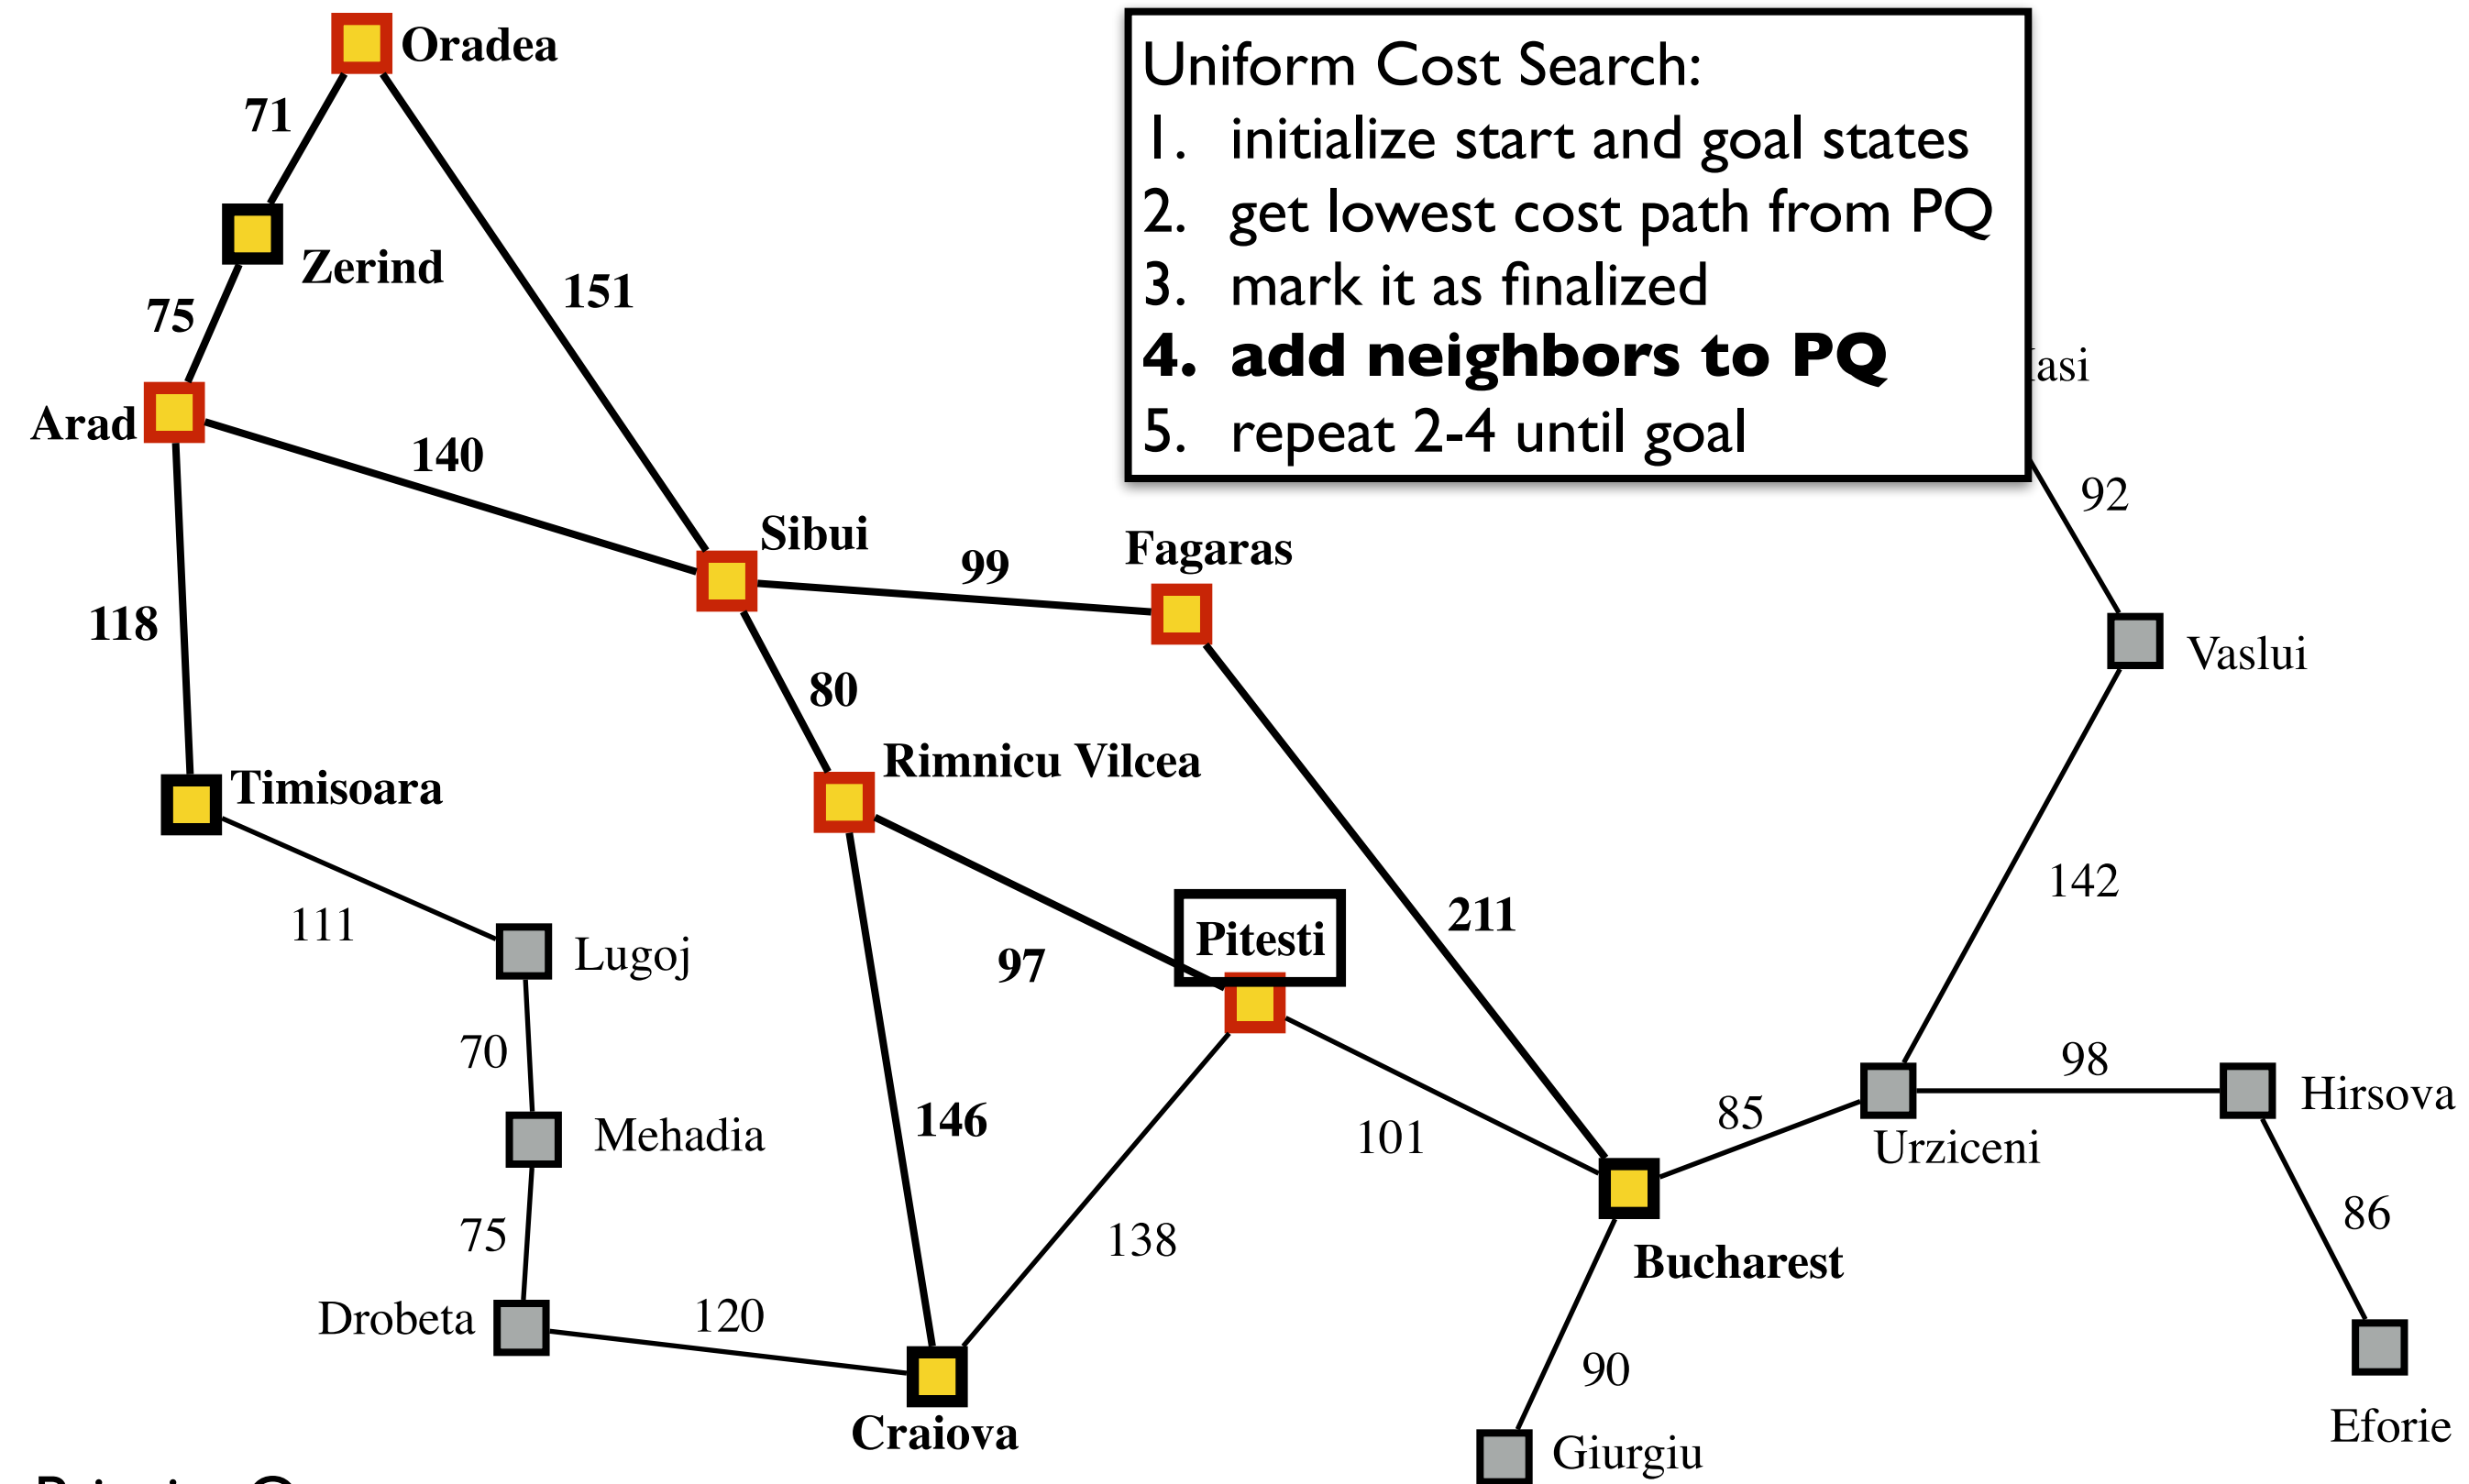 Oradea
Uniform Cost Search:
1. initialize start and goal states
2. get lowest cost path from PQ
3. mark it as finalized
4. add neighbors to PQ
5. repeat 2-4 until goal
71
Zerind
151
75
Iasi
Arad
140
92
Sibui
Fagaras
99
118
Vaslui
80
Rimnicu Vilcea
Timisoara
142
211
111
Pitesti
Lugoj
97
70
98
Hirsova
146
Mehadia
101
85
Urziceni
75
138
86
Bucharest
Drobeta
120
90
Craiova
Giurgiu
Eforie